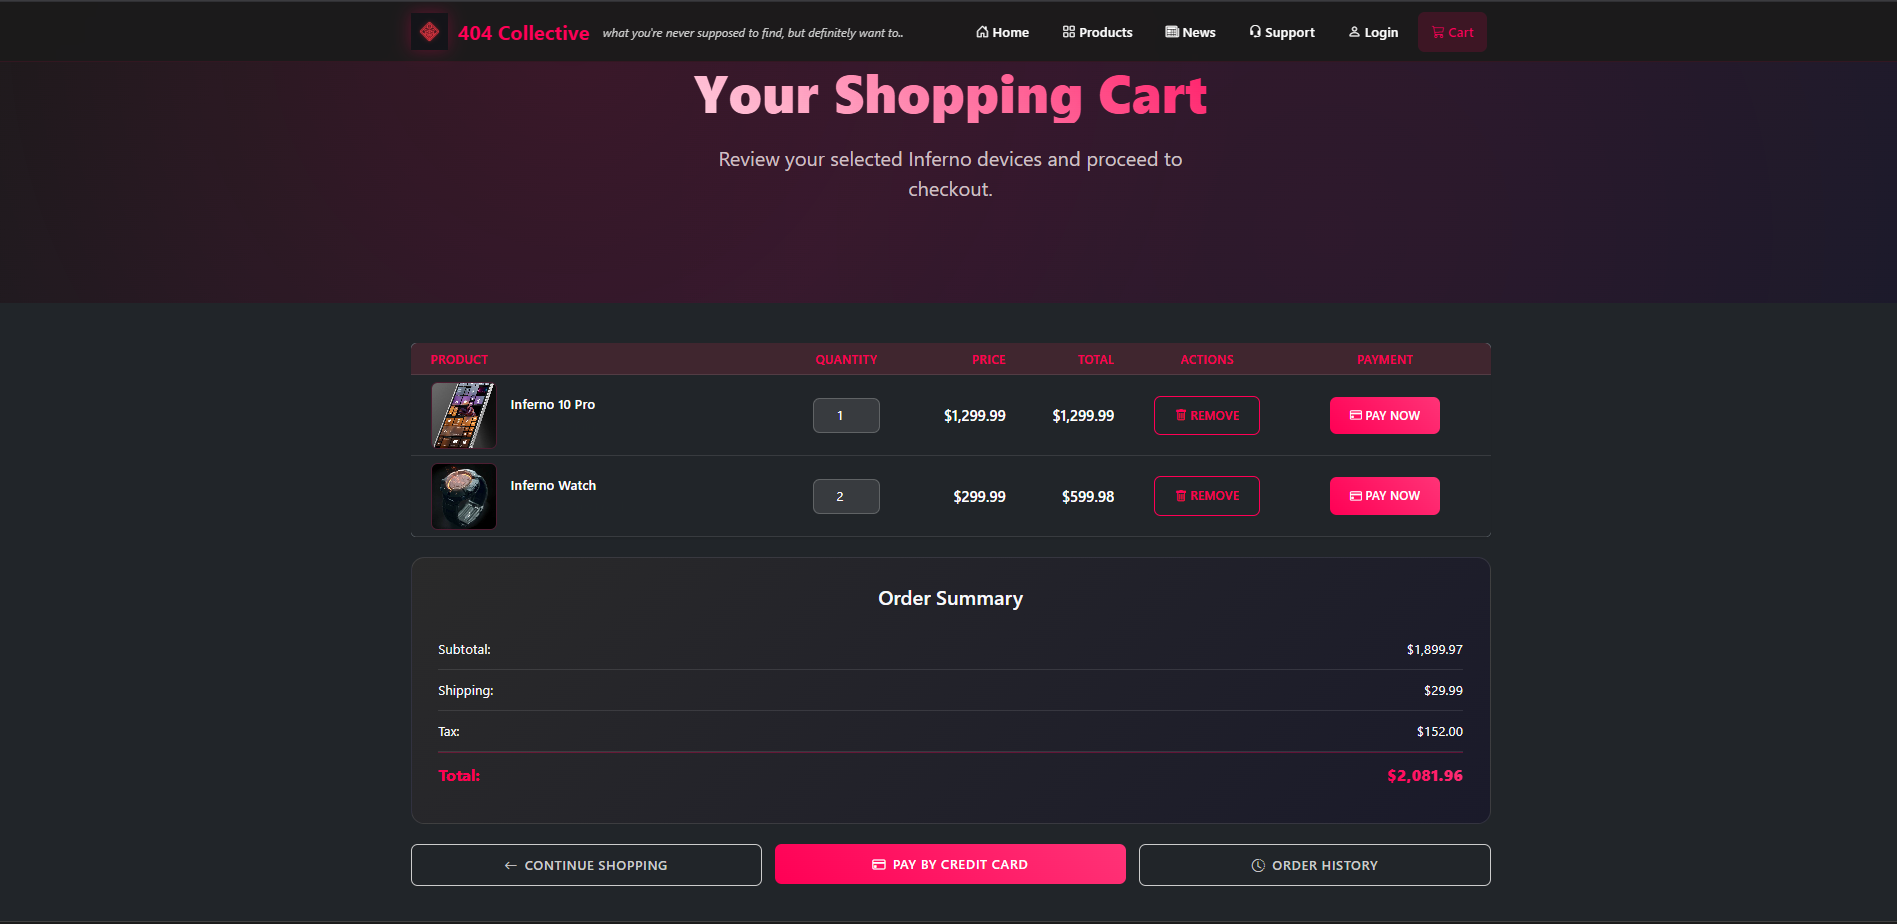 404 Collective what you're never supposed to find, but definitely want to.. Home Products News Support Login Cart
Your Shopping Cart
Review your selected Inferno devices and proceed to
checkout.
PRODUCT QUANTITY PRICE TOTAL ACTIONS PAYMENT
Inferno 10 Pro 1 $1,299.99 $1,299.99 REMOVE PAY NOW
Inferno Watch 2 $299.99 $599.98 REMOVE PAY NOW
Order Summary
Subtotal: $1,899.97
Shipping: $29.99
Tax: $152.00
Total: $2,081.96
← CONTINUE SHOPPING PAY BY CREDIT CARD ORDER HISTORY